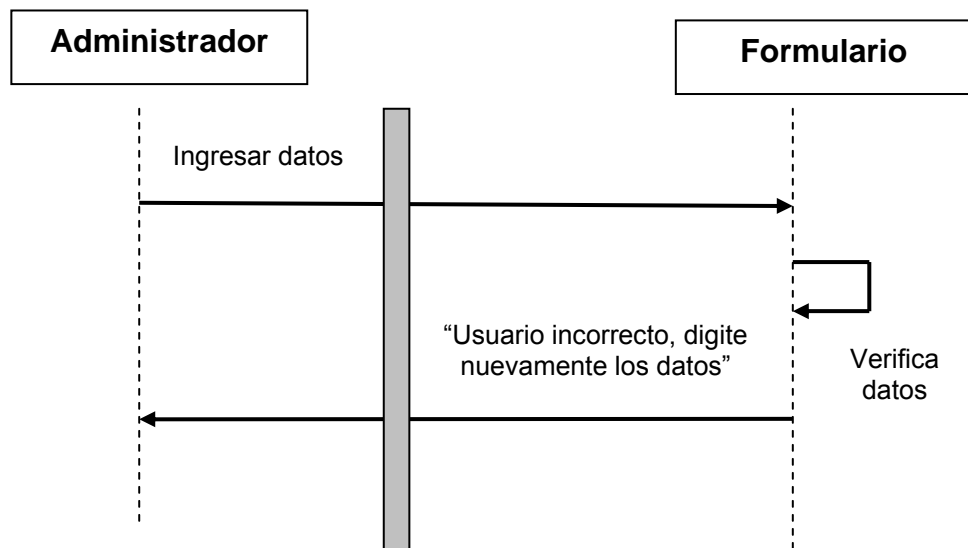 Administrador
Formulario
Ingresar datos
“Usuario incorrecto, digite
nuevamente los datos”
Verifica
datos